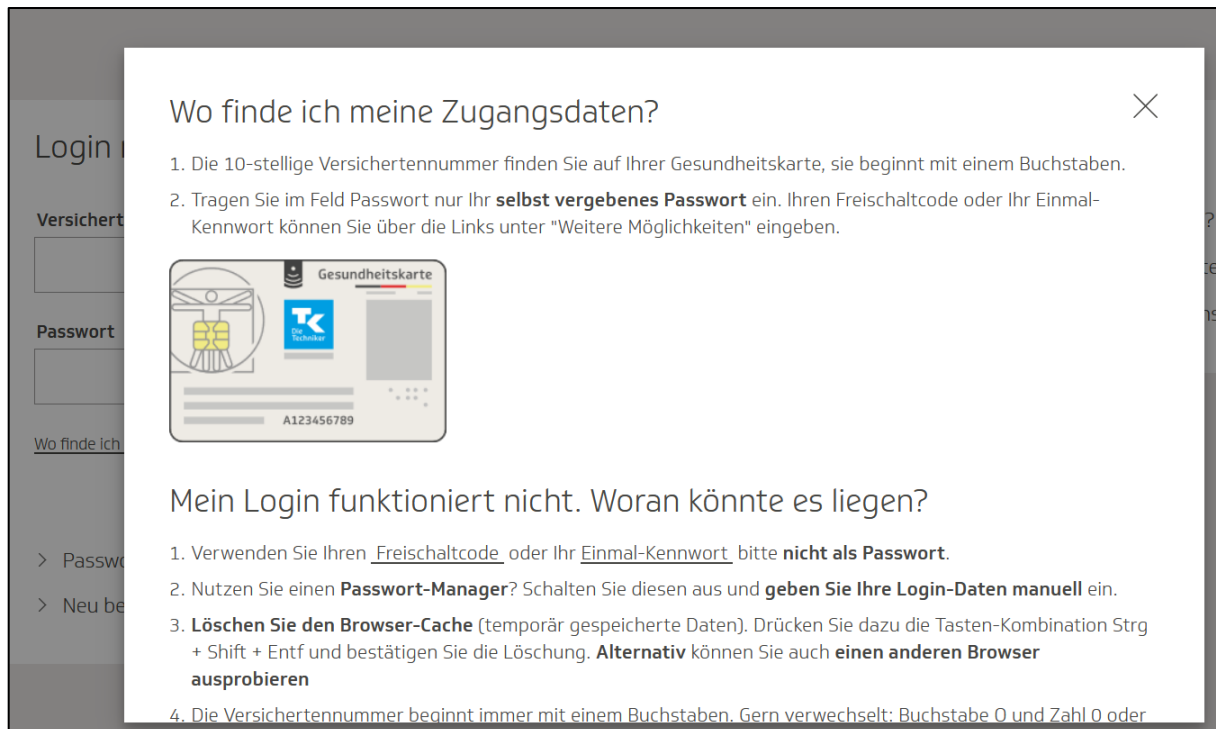 Wo finde ich meine Zugangsdaten?
Login
1. Die 10-stellige Versichertennummer finden Sie auf Ihrer Gesundheitskarte, sie beginnt mit einem Buchstaben.
2. Tragen Sie im Feld Passwort nur Ihr selbst vergebenes Passwort ein. Ihren Freischaltcode oder Ihr Einmal-
Kennwort können Sie über die Links unter "Weitere Möglichkeiten" eingeben.
Versichert
?
Gesundheitskarte
TK
Die
Techniker
A123456789
Passwort
Wo finde ich
Mein Login funktioniert nicht. Woran könnte es liegen?
1. Verwenden Sie Ihren Freischaltcode oder Ihr Einmal-Kennwort bitte nicht als Passwort.
> Passwo
2. Nutzen Sie einen Passwort-Manager? Schalten Sie diesen aus und geben Sie Ihre Login-Daten manuell ein.
> Neu be
3. Löschen Sie den Browser-Cache (temporär gespeicherte Daten). Drücken Sie dazu die Tasten-Kombination Strg
+ Shift + Entf und bestätigen Sie die Löschung. Alternativ können Sie auch einen anderen Browser
ausprobieren
4. Die Versichertennummer beginnt immer mit einem Buchstaben. Gern verwechselt: Buchstabe O und Zahl 0 oder